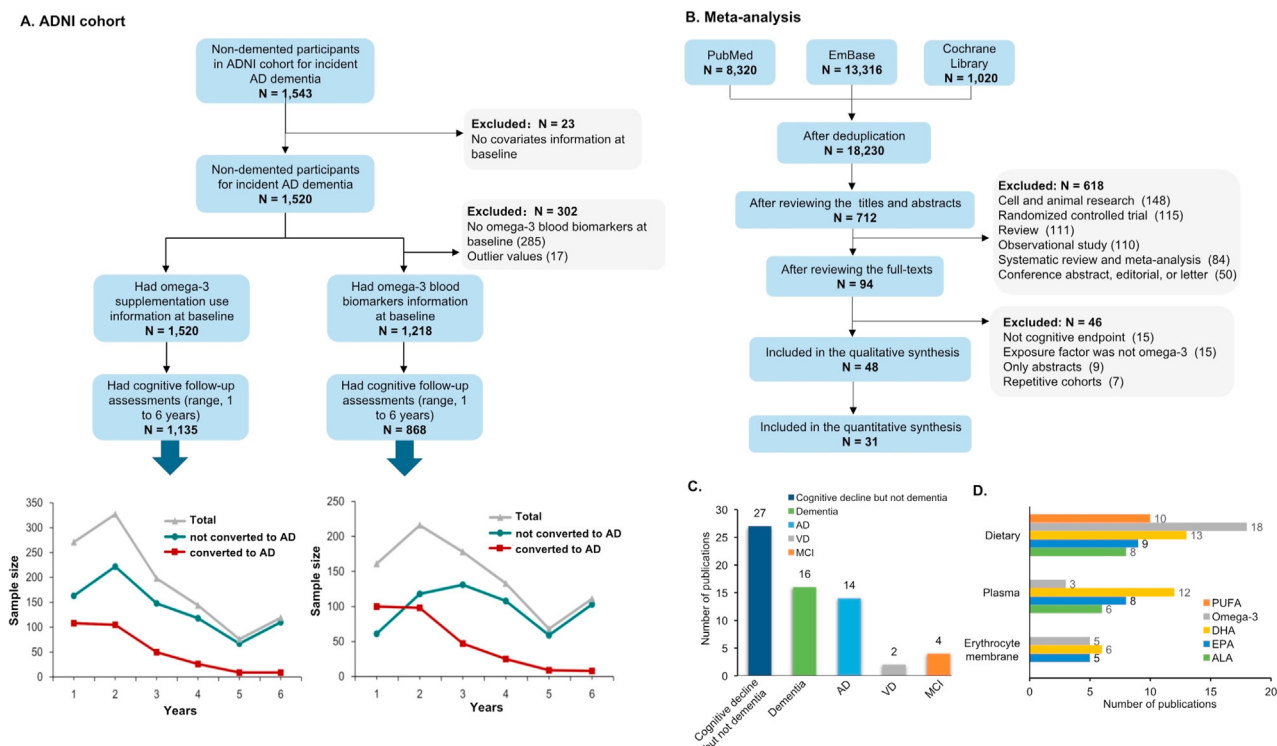 A. ADNI cohort
Non-demented participants
in ADNI cohort for incident
AD dementia
N = 1,543
Excluded: N = 23
No covariates information at
baseline
Non-demented participants
for incident AD dementia
N = 1,520
Excluded: N = 302
No omega-3 blood biomarkers at
baseline (285)
Outlier values (17)
Had omega-3
supplementation use
information at baseline
N = 1,520
Had omega-3 blood
biomarkers information
at baseline
N = 1,218
Had cognitive follow-up
assessments (range, 1
to 6 years)
N = 1,135
Had cognitive follow-up
assessments (range, 1
to 6 years)
N = 868
Sample size
350
300
250
200
150
100
50
0
Total
not converted to AD
converted to AD
1 2 3 4 5 6
Years
Sample size
250
200
150
100
50
0
Total
not converted to AD
converted to AD
1 2 3 4 5 6
Years
B. Meta-analysis
PubMed
N = 8,320
EmBase
N = 13,316
Cochrane
Library
N = 1,020
After deduplication
N = 18,230
After reviewing the titles and abstracts
N = 712
Excluded: N = 618
Cell and animal research (148)
Randomized controlled trial (115)
Review (111)
Observational study (110)
Systematic review and meta-analysis (84)
Conference abstract, editorial, or letter (50)
After reviewing the full-texts
N = 94
Excluded: N = 46
Not cognitive endpoint (15)
Exposure factor was not omega-3 (15)
Only abstracts (9)
Repetitive cohorts (7)
Included in the qualitative synthesis
N = 48
Included in the quantitative synthesis
N = 31
C.
Number of publications
30
25
20
15
10
5
0
27
16
14
2
4
Cognitive decline but not dementia
Dementia
AD
VD
MCI
Cognitive decline
but not dementia
Dementia
AD
VD
MCI
D.
Dietary
10
18
13
9
8
Plasma
3
12
8
6
Erythrocyte
membrane
5
6
5
PUFA
Omega-3
DHA
EPA
ALA
0 5 10 15 20
Number of publications